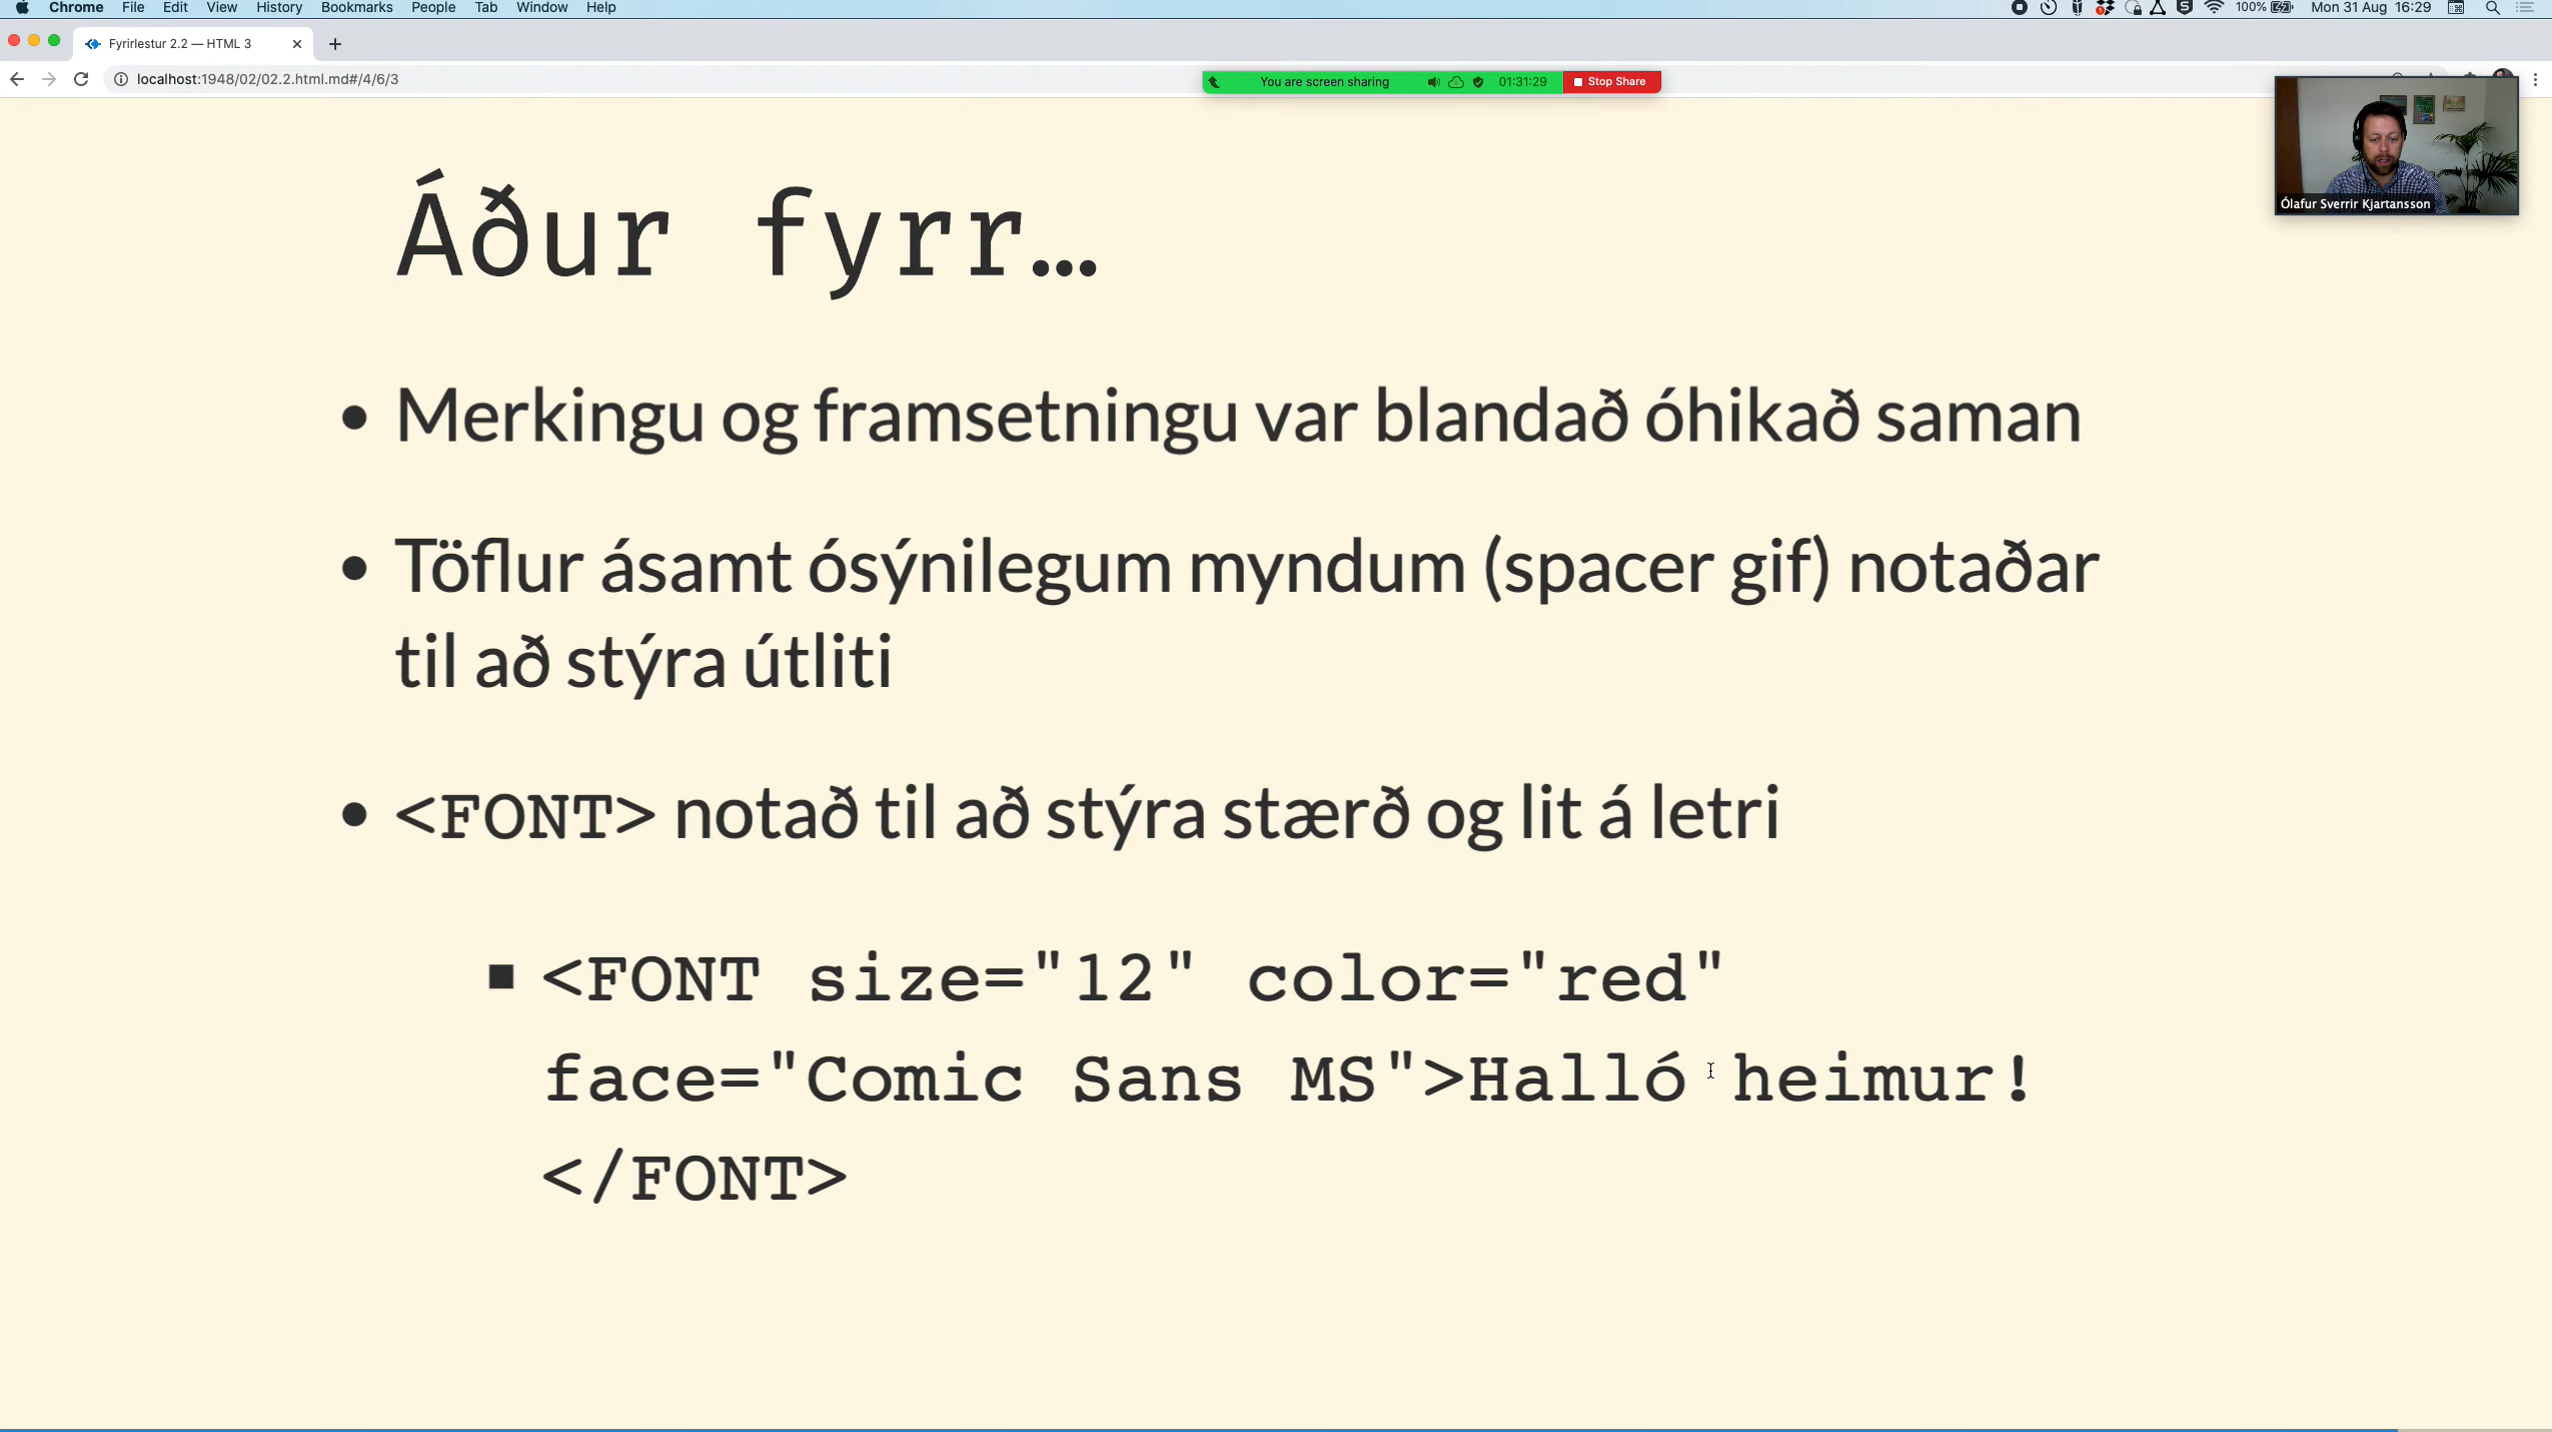 Chrome File Edit View History Bookmarks People Tab Window Help
100% Mon 31 Aug 16:29
Fyrirlestur 2.2 — HTML 3
localhost:1948/02/02.2.html.md#/4/6/3
You are screen sharing 01:31:29 Stop Share
Ólafur Sverrir Kjartansson
Áður fyrr…
• Merkingu og framsetningu var blandað óhikað saman
• Töflur ásamt ósýnilegum myndum (spacer gif) notaðar
til að stýra útliti
• <FONT> notað til að stýra stærð og lit á letri
▪ <FONT size="12" color="red"
face="Comic Sans MS">Halló heimur!
</FONT>